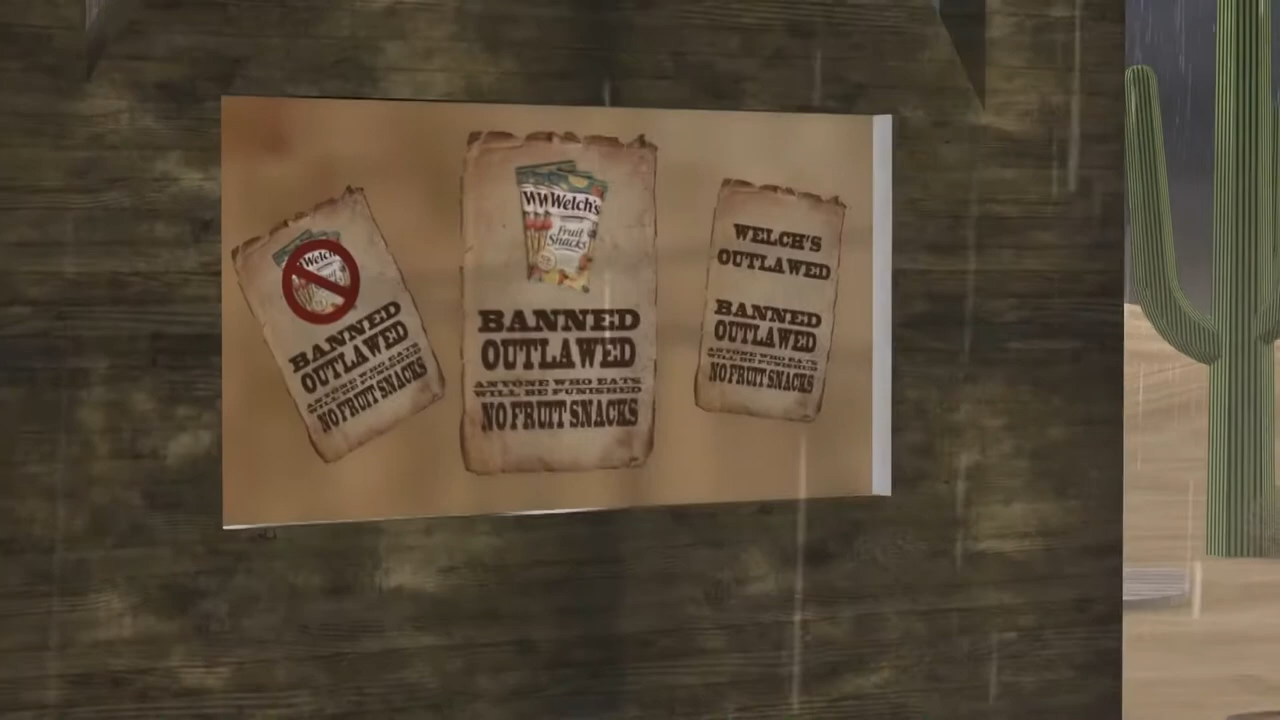 Welch's
BANNED
OUTLAWED
ANYONE WHO EATS
WILL BE PUNISHED
NO FRUIT SNACKS
WWWelch's
Fruit
Snacks
BANNED
OUTLAWED
ANYONE WHO EATS
WILL BE PUNISHED
NO FRUIT SNACKS
WELCH'S
OUTLAWED
BANNED
OUTLAWED
ANYONE WHO EATS
WILL BE PUNISHED
NO FRUIT SNACKS